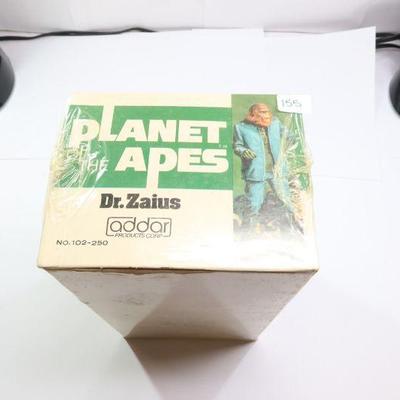 155
PLANET
OF THE APES
Dr. Zaius
addar
PRODUCTS CORP.
NO. 102-250